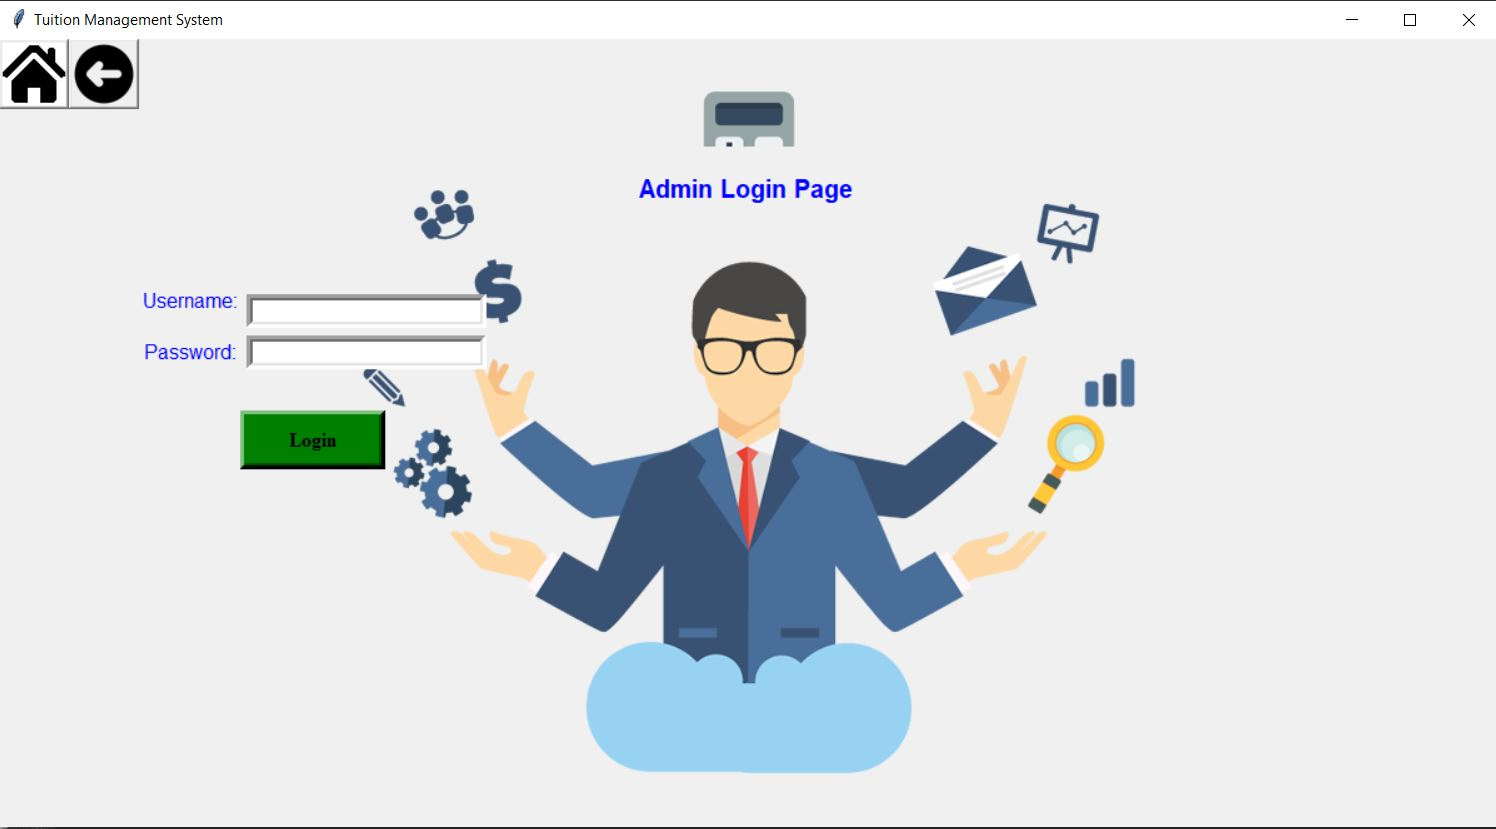 Tuition Management System
Admin Login Page
Username:
Password:
Login